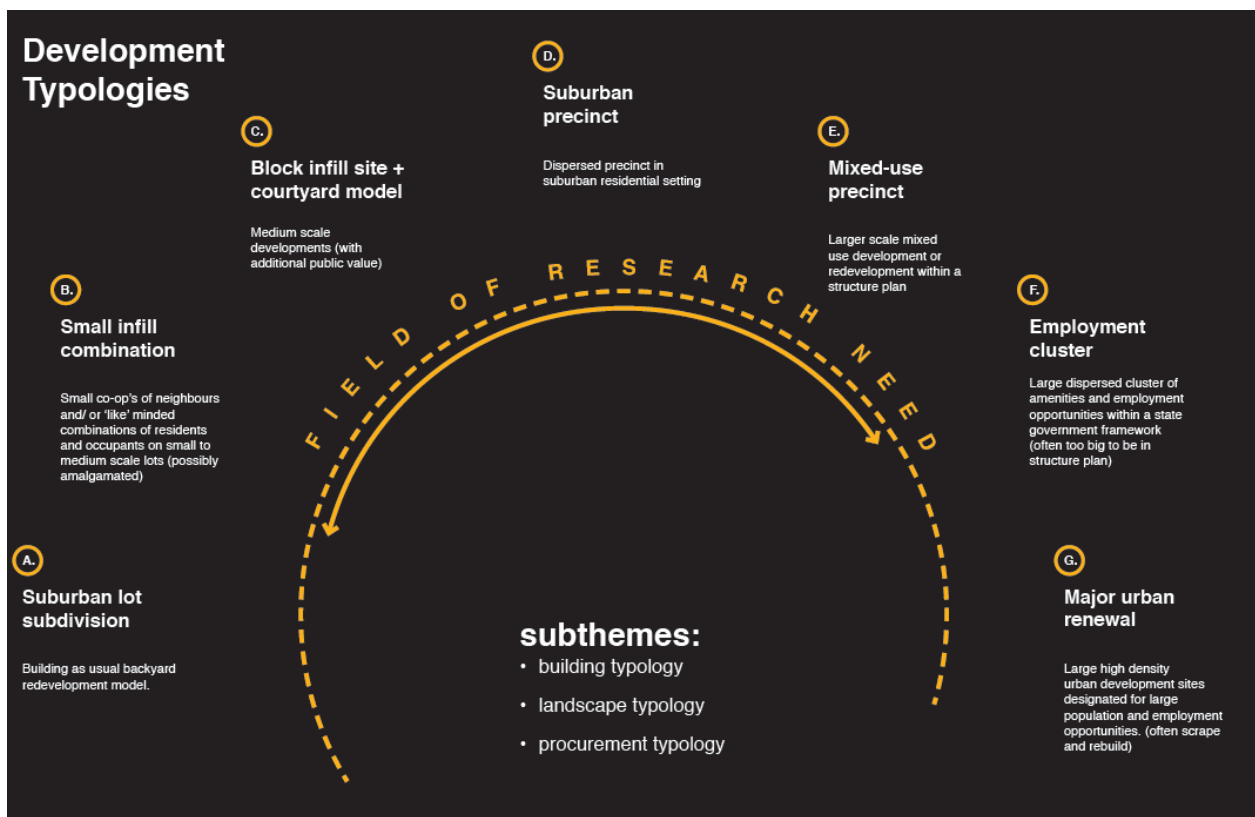 Development
Typologies
A.
Suburban lot
subdivision
Building as usual backyard
redevelopment model.
B.
Small infill
combination
Small co-op's of neighbours
and/ or 'like' minded
combinations of residents
and occupants on small to
medium scale lots (possibly
amalgamated)
C.
Block infill site +
courtyard model
Medium scale
developments (with
additional public value)
D.
Suburban
precinct
Dispersed precinct in
suburban residential setting
E.
Mixed-use
precinct
Larger scale mixed
use development or
redevelopment within a
structure plan
F.
Employment
cluster
Large dispersed cluster of
amenities and employment
opportunities within a state
government framework
(often too big to be in
structure plan)
G.
Major urban
renewal
Large high density
urban development sites
designated for large
population and employment
opportunities. (often scrape
and rebuild)
FIELD OF RESEARCH NEED
subthemes:
• building typology
• landscape typology
• procurement typology